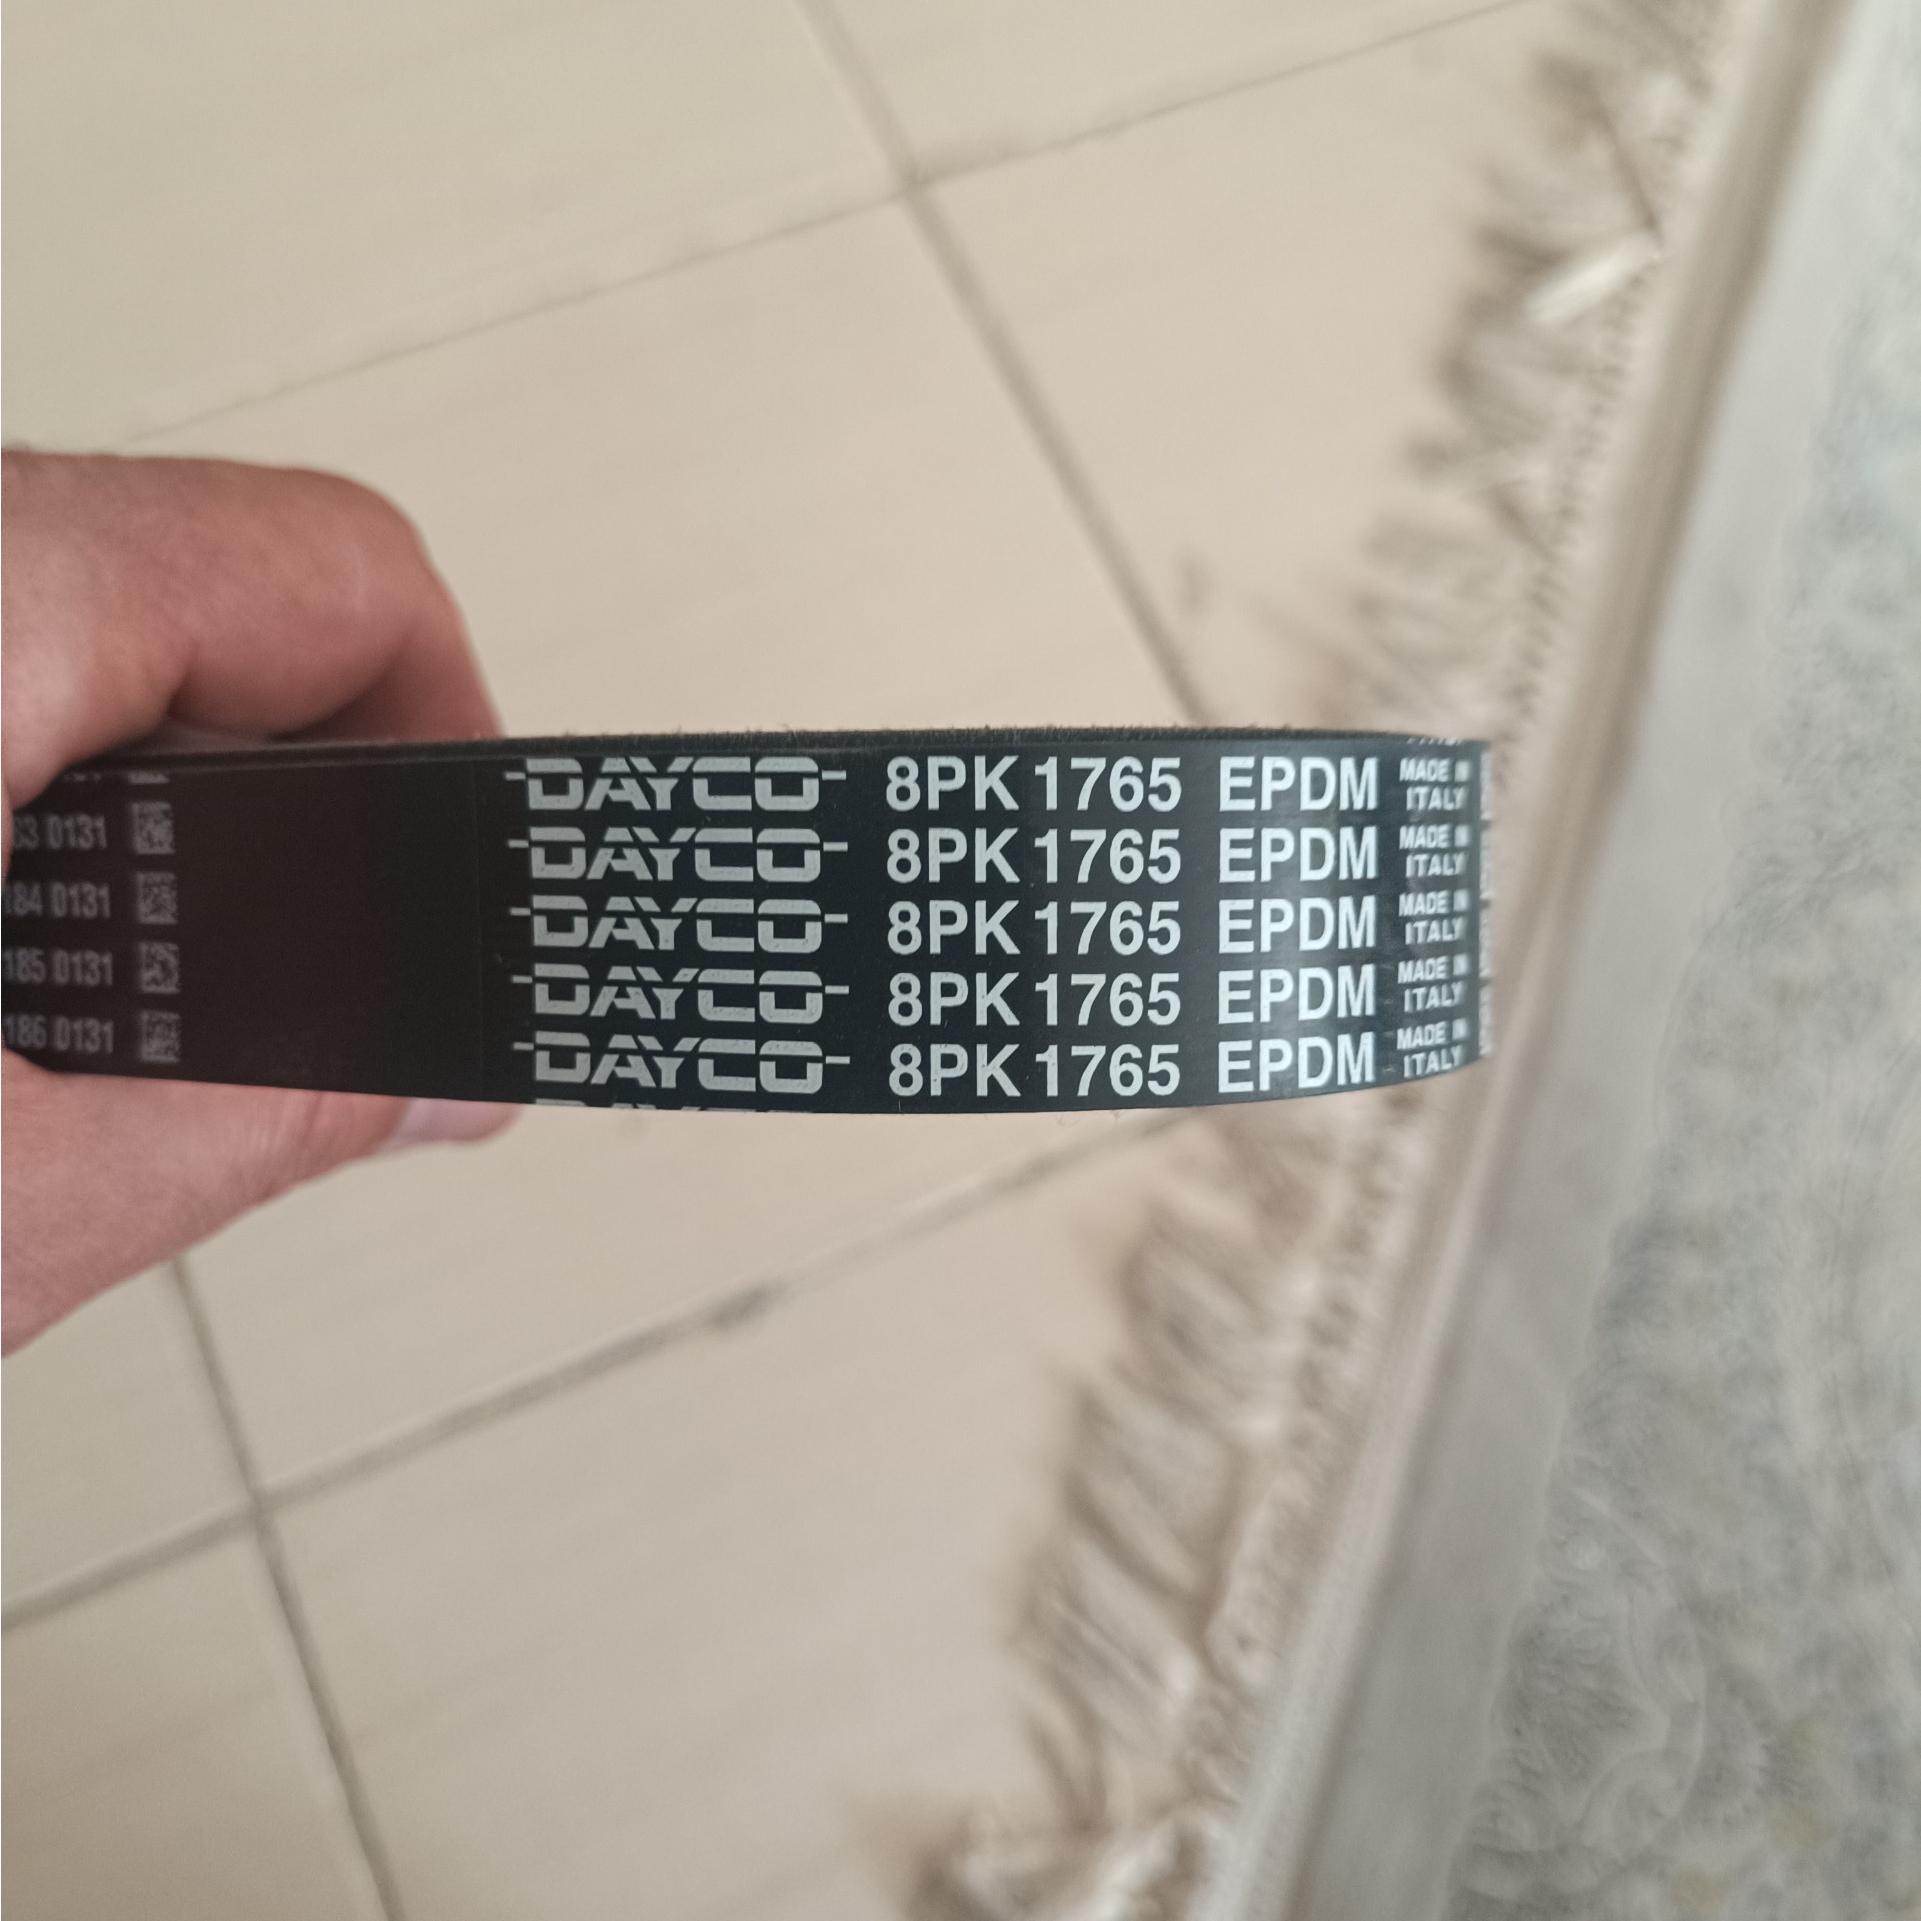 DAYCO 8PK 1765 EPDM MADE IN ITALY
83 0131 DAYCO 8PK 1765 EPDM MADE IN ITALY
184 0131 DAYCO 8PK 1765 EPDM MADE IN ITALY
185 0131 DAYCO 8PK 1765 EPDM MADE IN ITALY
186 0131 DAYCO 8PK 1765 EPDM MADE IN ITALY